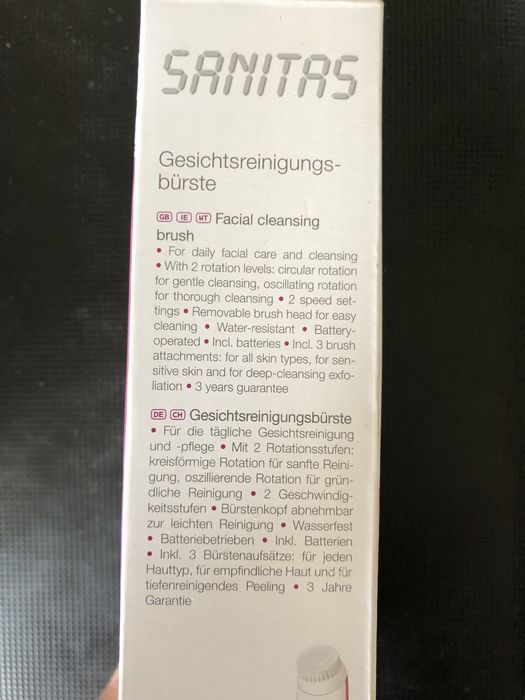 SANITAS
Gesichtsreinigungs-
bürste
GB IE MT Facial cleansing
brush
• For daily facial care and cleansing
• With 2 rotation levels: circular rotation
for gentle cleansing, oscillating rotation
for thorough cleansing • 2 speed set-
tings • Removable brush head for easy
cleaning • Water-resistant • Battery-
operated • Incl. batteries • Incl. 3 brush
attachments: for all skin types, for sen-
sitive skin and for deep-cleansing exfo-
liation • 3 years guarantee
DE CH Gesichtsreinigungsbürste
• Für die tägliche Gesichtsreinigung
und -pflege • Mit 2 Rotationsstufen:
kreisförmige Rotation für sanfte Reini-
gung, oszillierende Rotation für grün-
dliche Reinigung • 2 Geschwindig-
keitsstufen • Bürstenkopf abnehmbar
zur leichten Reinigung • Wasserfest
• Batteriebetrieben • Inkl. Batterien
• Inkl. 3 Bürstenaufsätze: für jeden
Hauttyp, für empfindliche Haut und für
tiefenreinigendes Peeling • 3 Jahre
Garantie